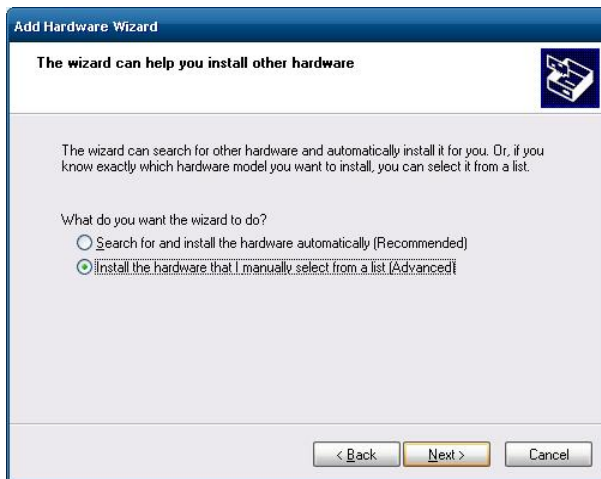 Add Hardware Wizard
The wizard can help you install other hardware
The wizard can search for other hardware and automatically install it for you. Or, if you
know exactly which hardware model you want to install, you can select it from a list.
What do you want the wizard to do?
Search for and install the hardware automatically (Recommended)
Install the hardware that I manually select from a list (Advanced)
< Back
Next >
Cancel